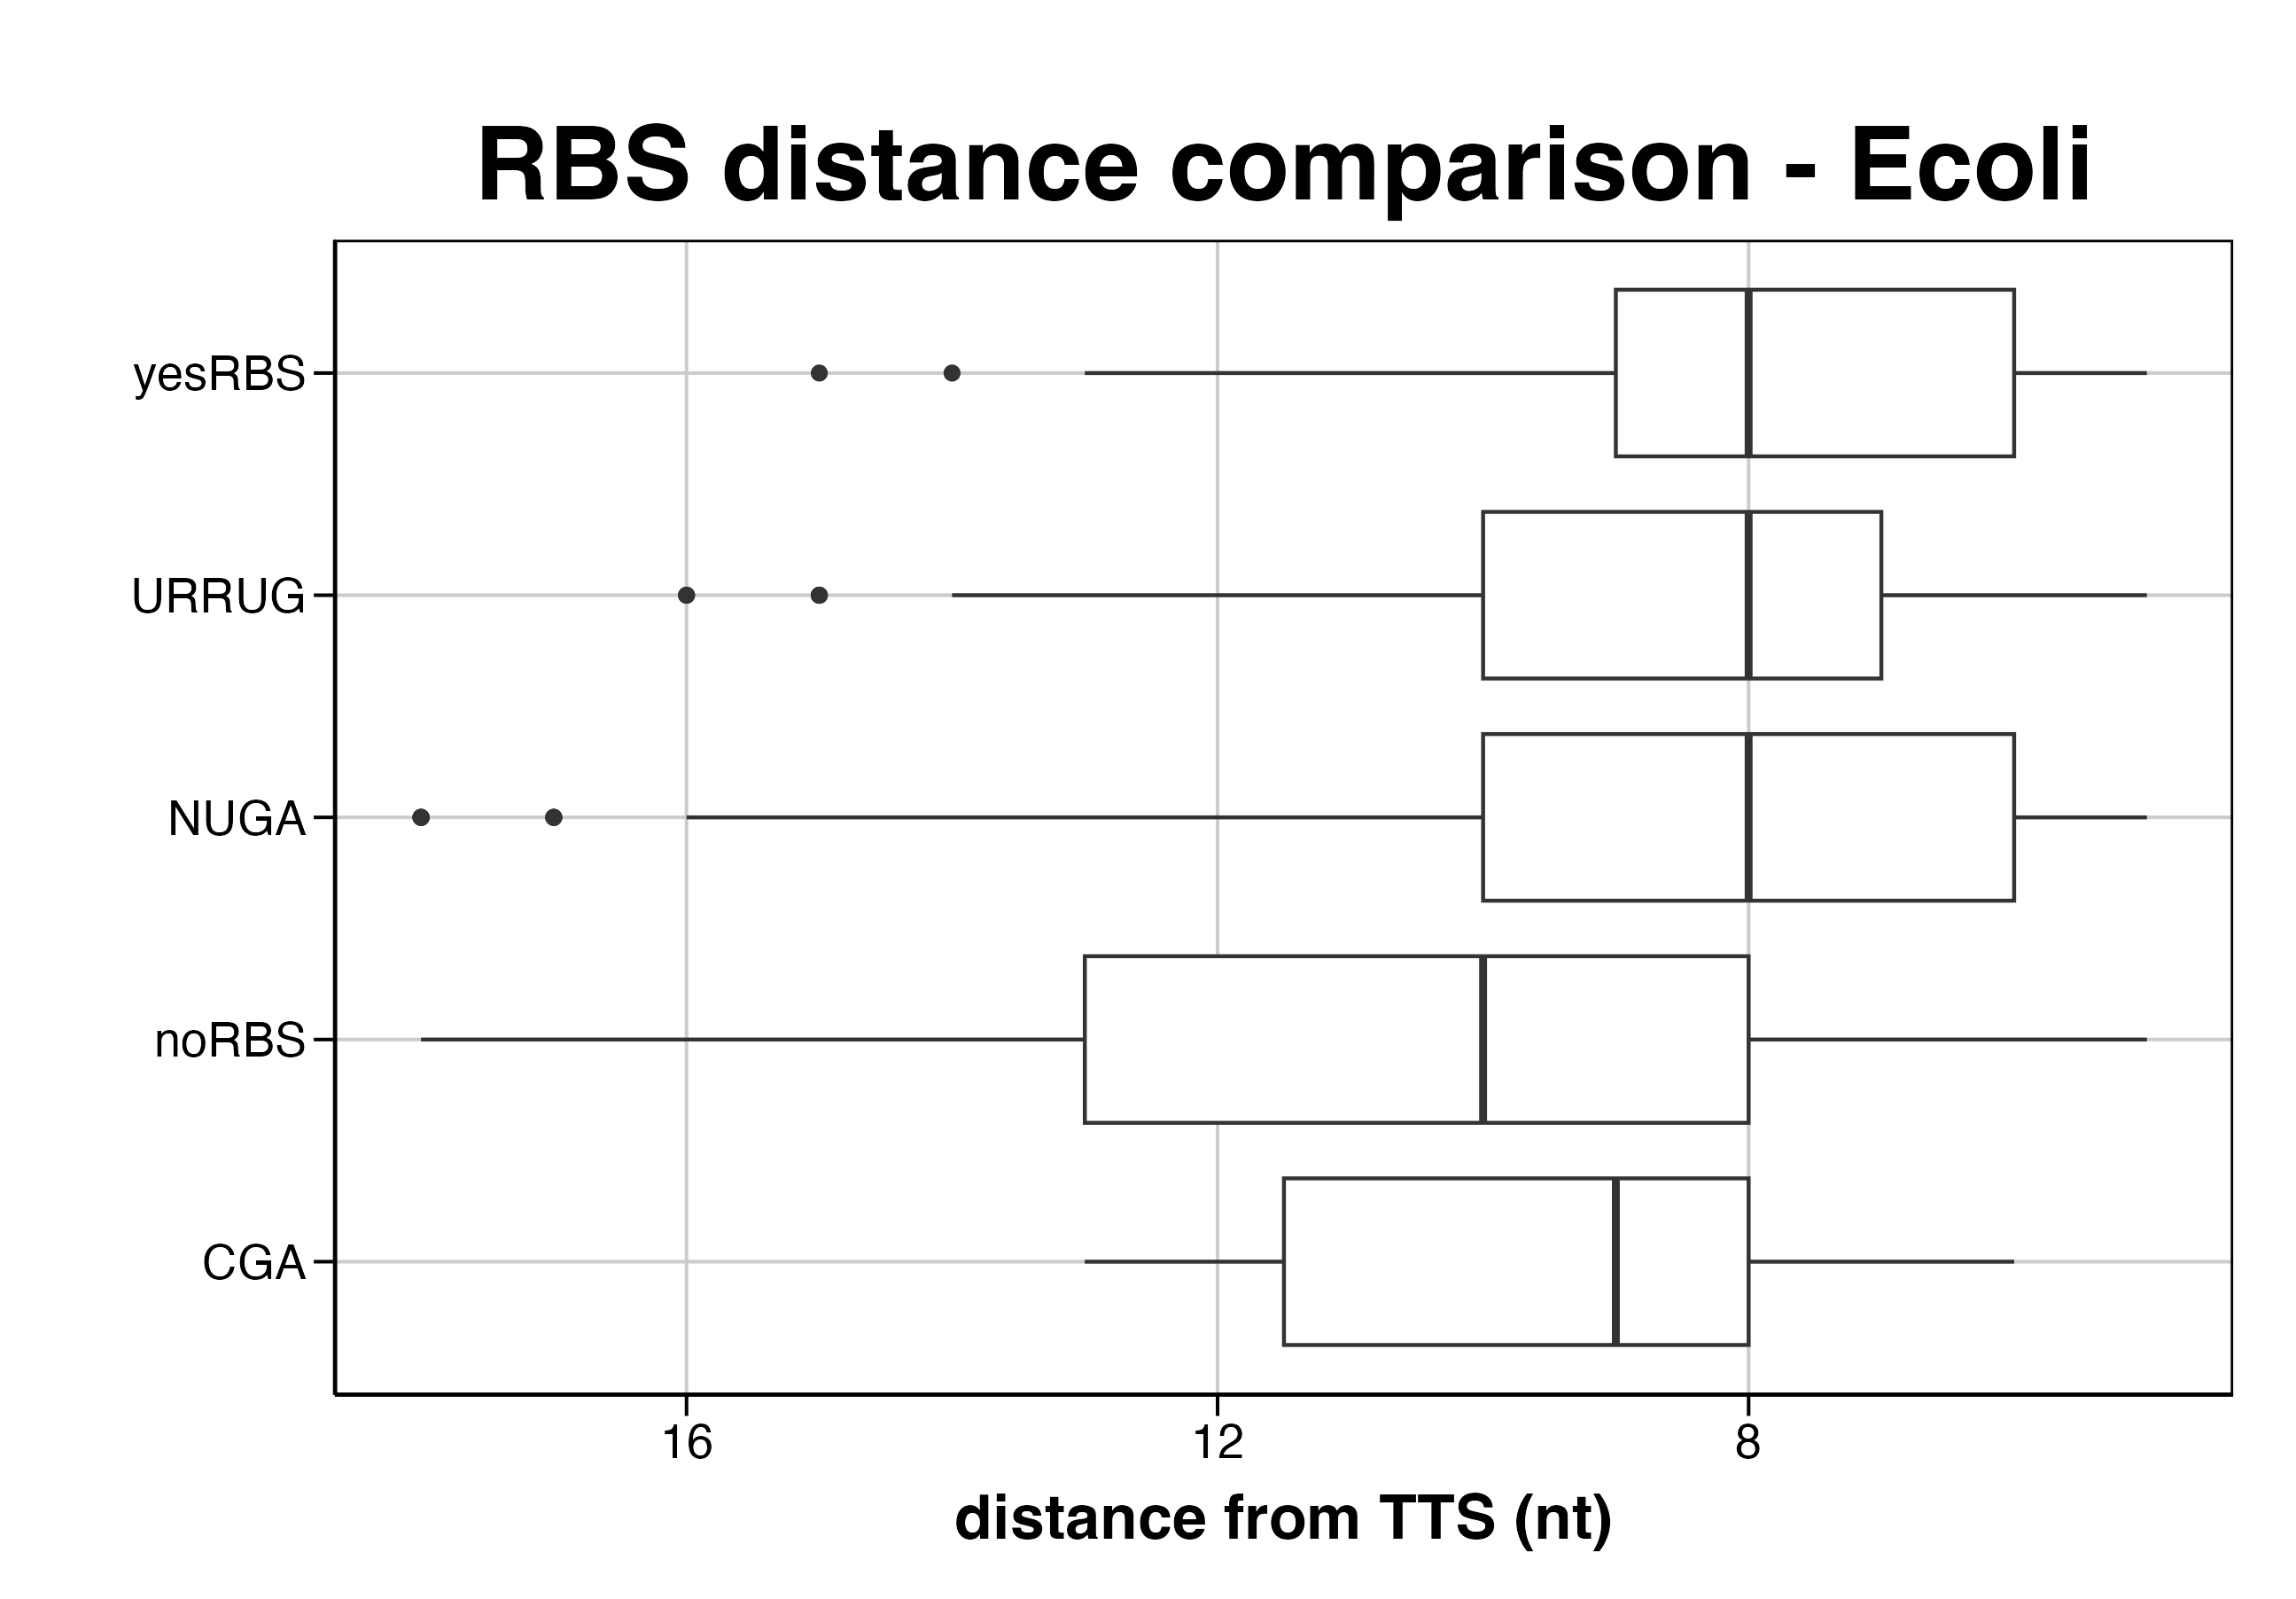 RBS distance comparison - Ecoli
yesRBS
URRUG
NUGA
noRBS
CGA
16 12 8
distance from TTS (nt)